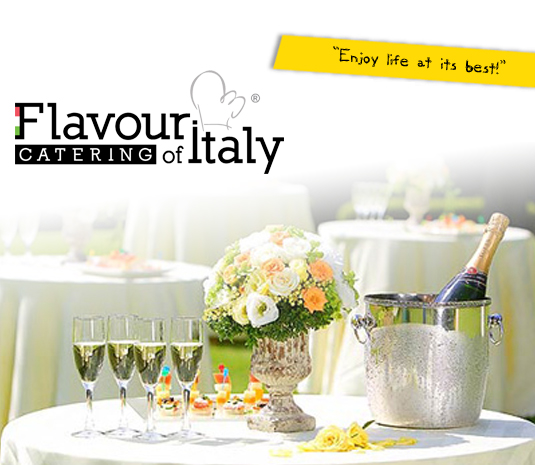 "Enjoy life at its best!"
Flavour ®
CATERING of Italy